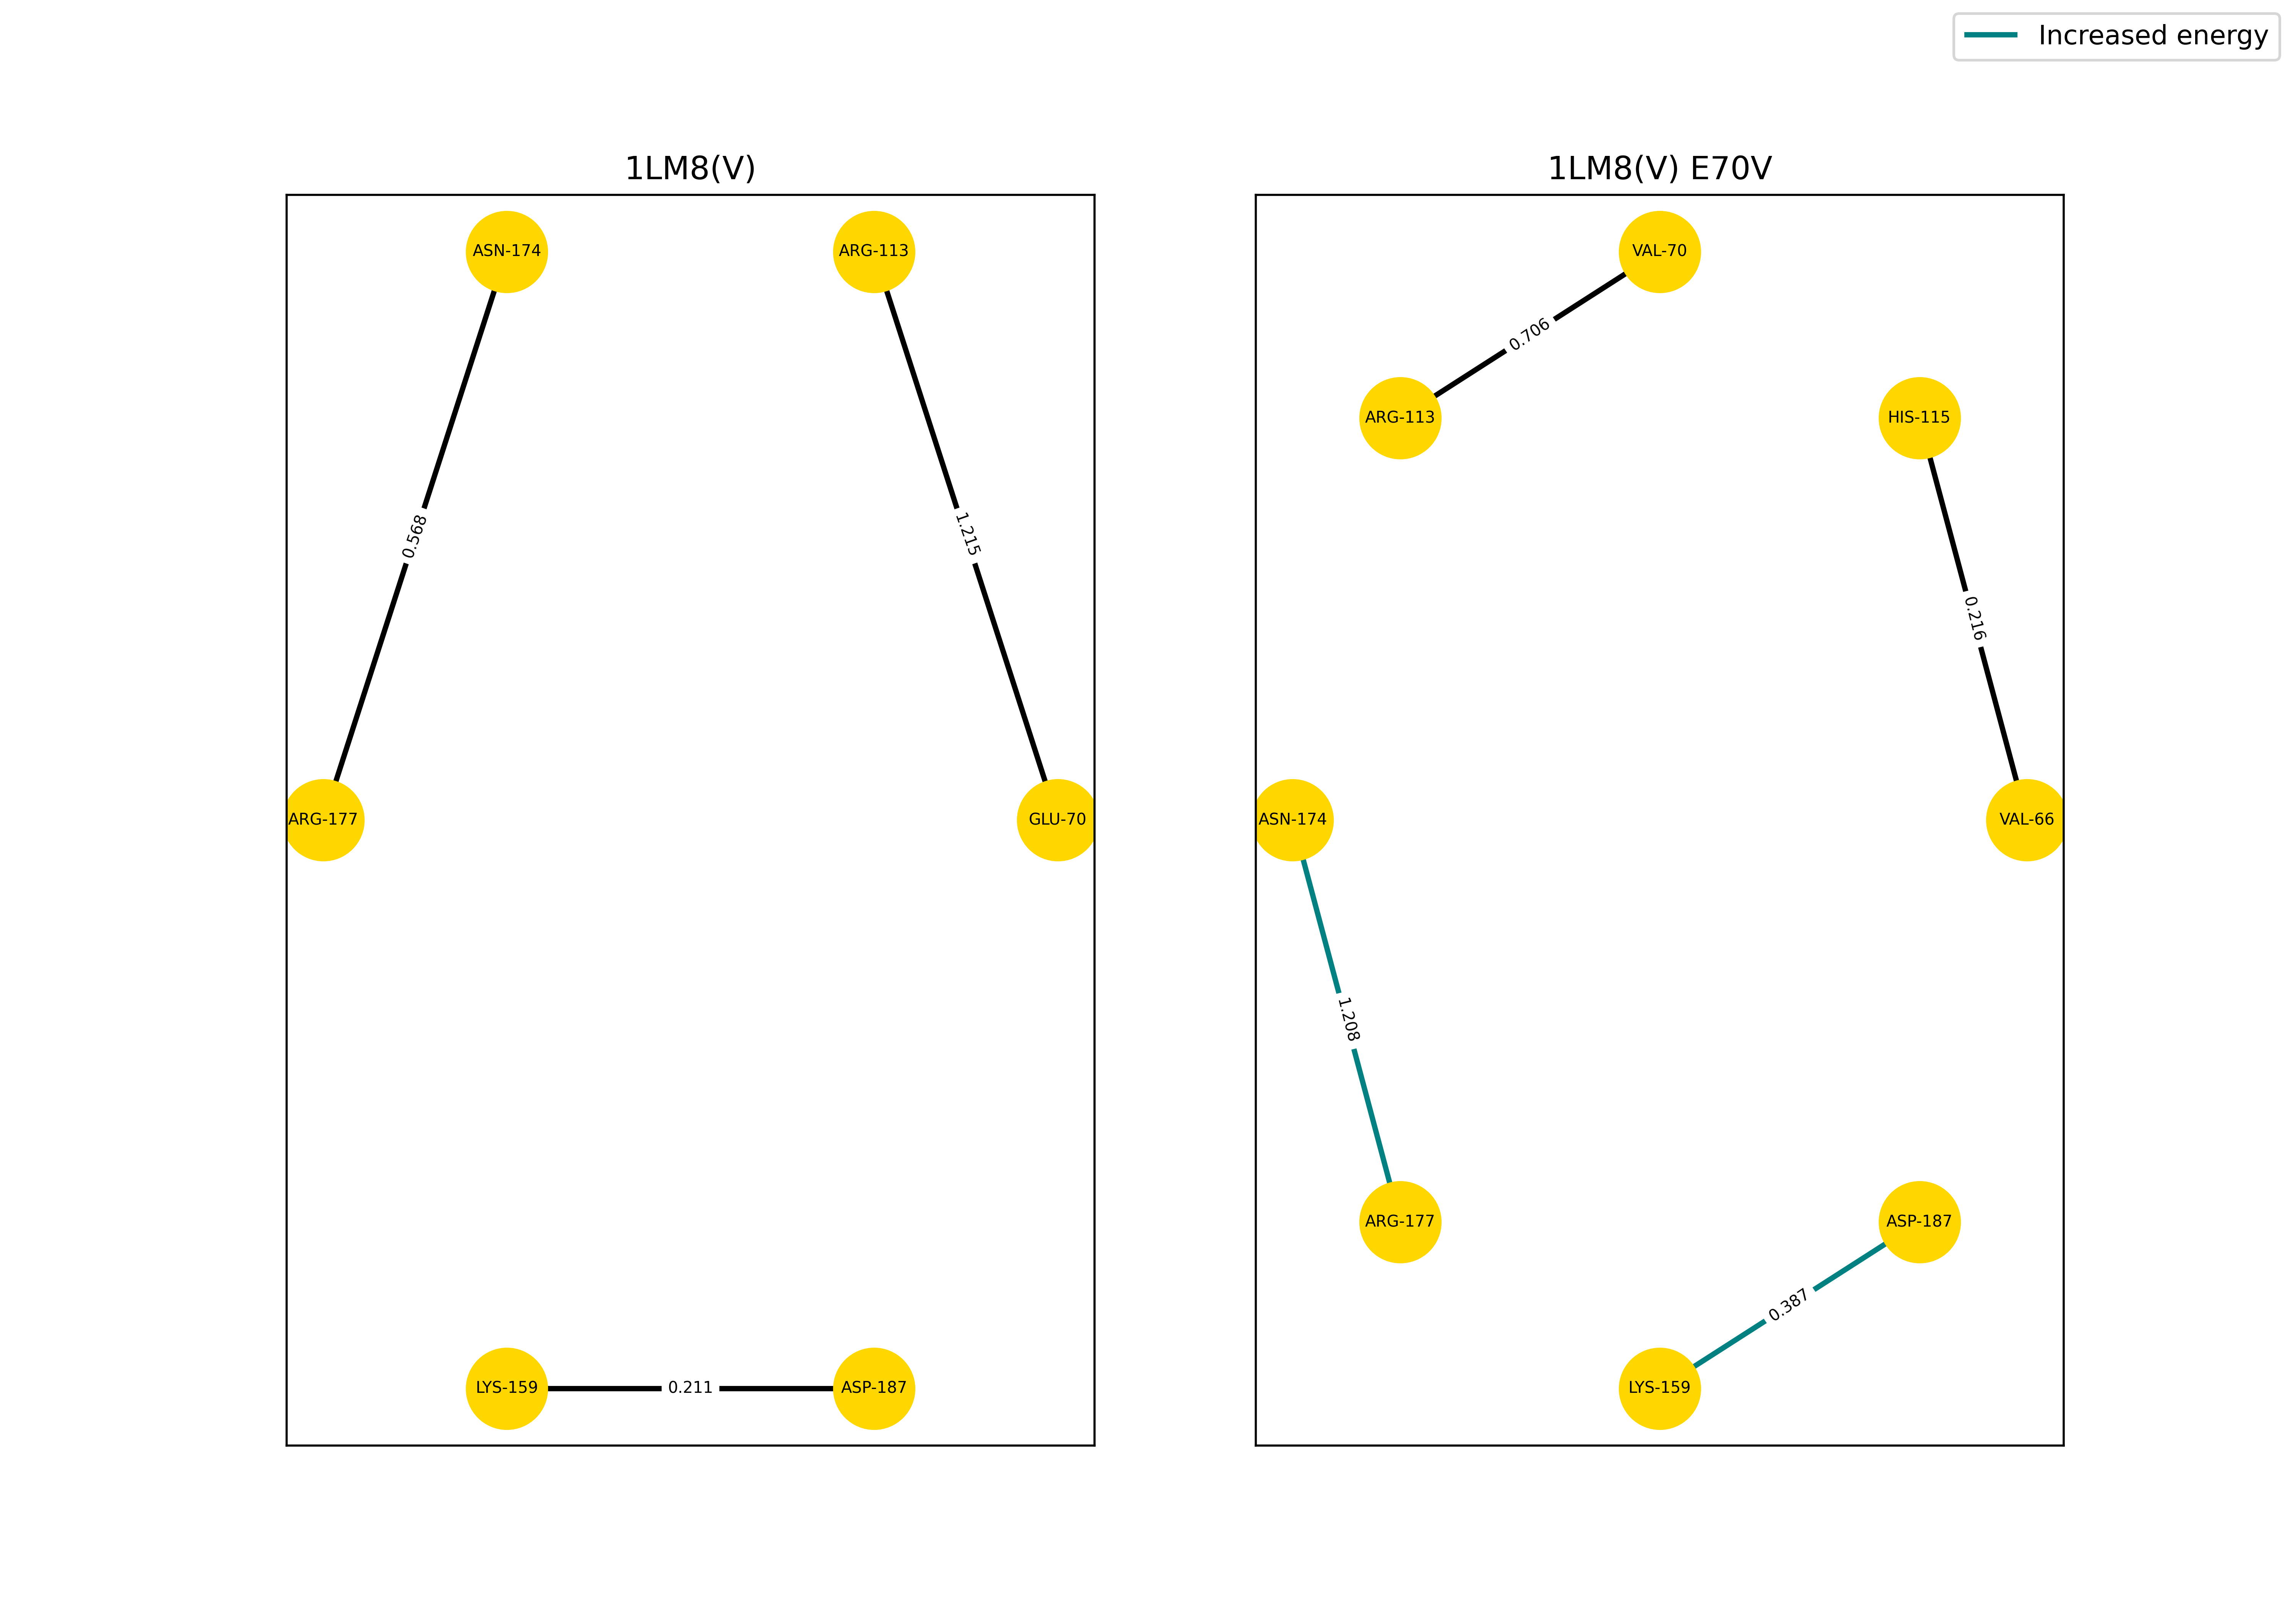 Increased energy
1LM8(V)
ASN-174
ARG-113
0.568
1.215
ARG-177
GLU-70
LYS-159
0.211
ASP-187
1LM8(V) E70V
VAL-70
0.706
ARG-113
HIS-115
0.216
ASN-174
VAL-66
1.208
ARG-177
ASP-187
0.387
LYS-159